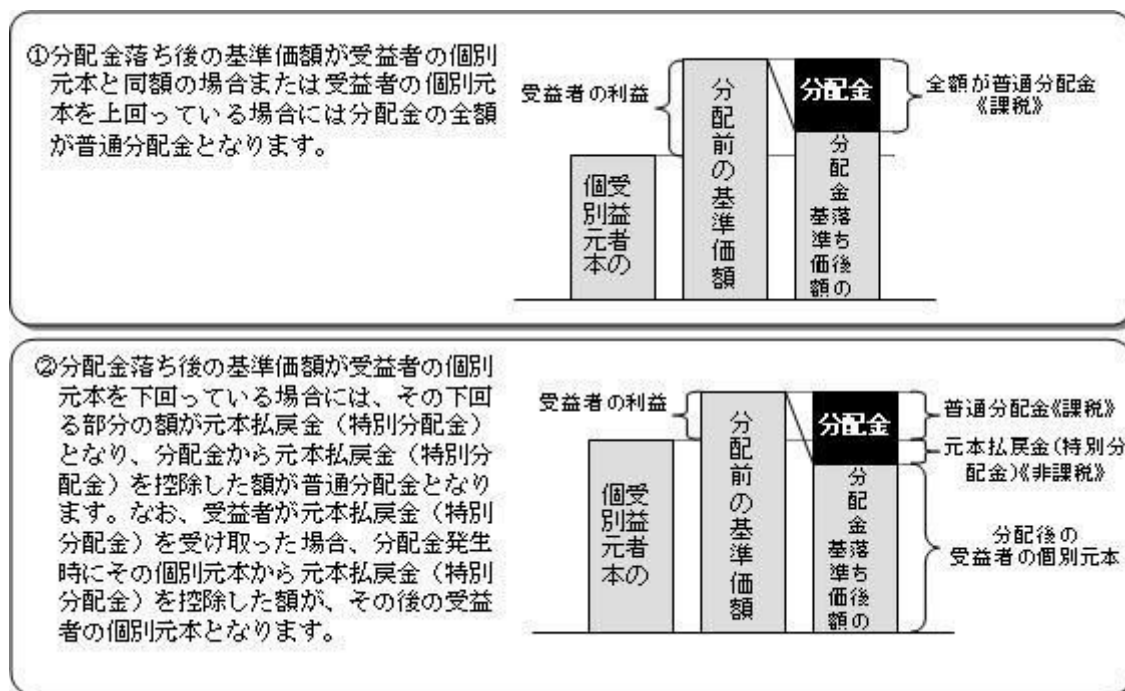 ①分配金落ち後の基準価額が受益者の個別
元本と同額の場合または受益者の個別元
本を上回っている場合には分配金の全額
が普通分配金となります。
受益者の利益
個別元本
受益者の
分配前の基準価額
分配金
分配金落ち後の
基準価額
全額が普通分配金
《課税》
②分配金落ち後の基準価額が受益者の個別
元本を下回っている場合には、その下回
る部分の額が元本払戻金（特別分配金）
となり、分配金から元本払戻金（特別分
配金）を控除した額が普通分配金となり
ます。なお、受益者が元本払戻金（特別
分配金）を受け取った場合、分配金発生
時にその個別元本から元本払戻金（特別
分配金）を控除した額が、その後の受益
者の個別元本となります。
受益者の利益
個別元本
受益者の
分配前の基準価額
分配金
分配金落ち後の
基準価額
普通分配金《課税》
元本払戻金(特別分
配金)《非課税》
分配後の
受益者の個別元本